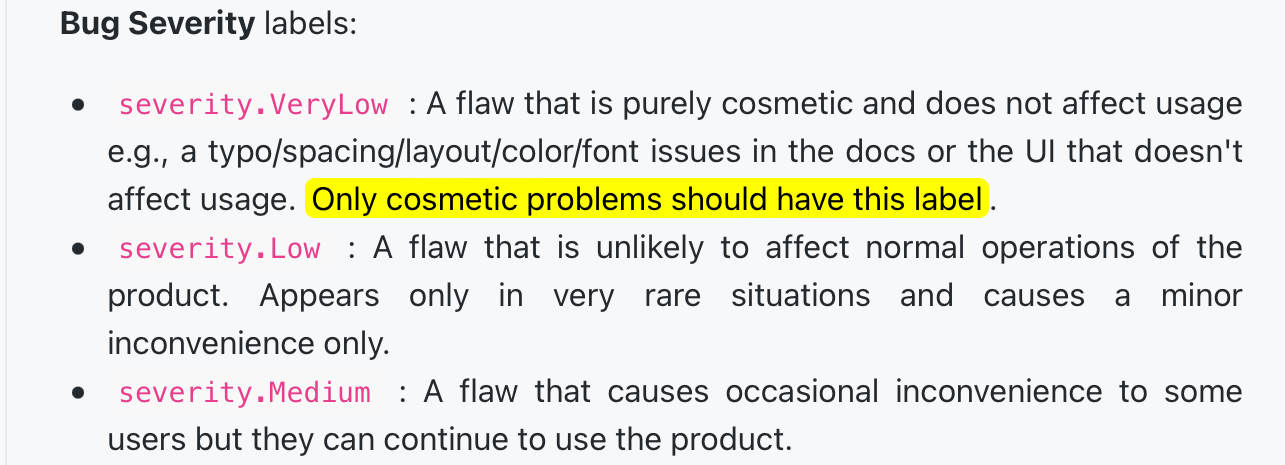 Bug Severity labels:
• severity.VeryLow : A flaw that is purely cosmetic and does not affect usage
e.g., a typo/spacing/layout/color/font issues in the docs or the UI that doesn't
affect usage. Only cosmetic problems should have this label.
• severity.Low : A flaw that is unlikely to affect normal operations of the
product. Appears only in very rare situations and causes a minor
inconvenience only.
• severity.Medium : A flaw that causes occasional inconvenience to some
users but they can continue to use the product.